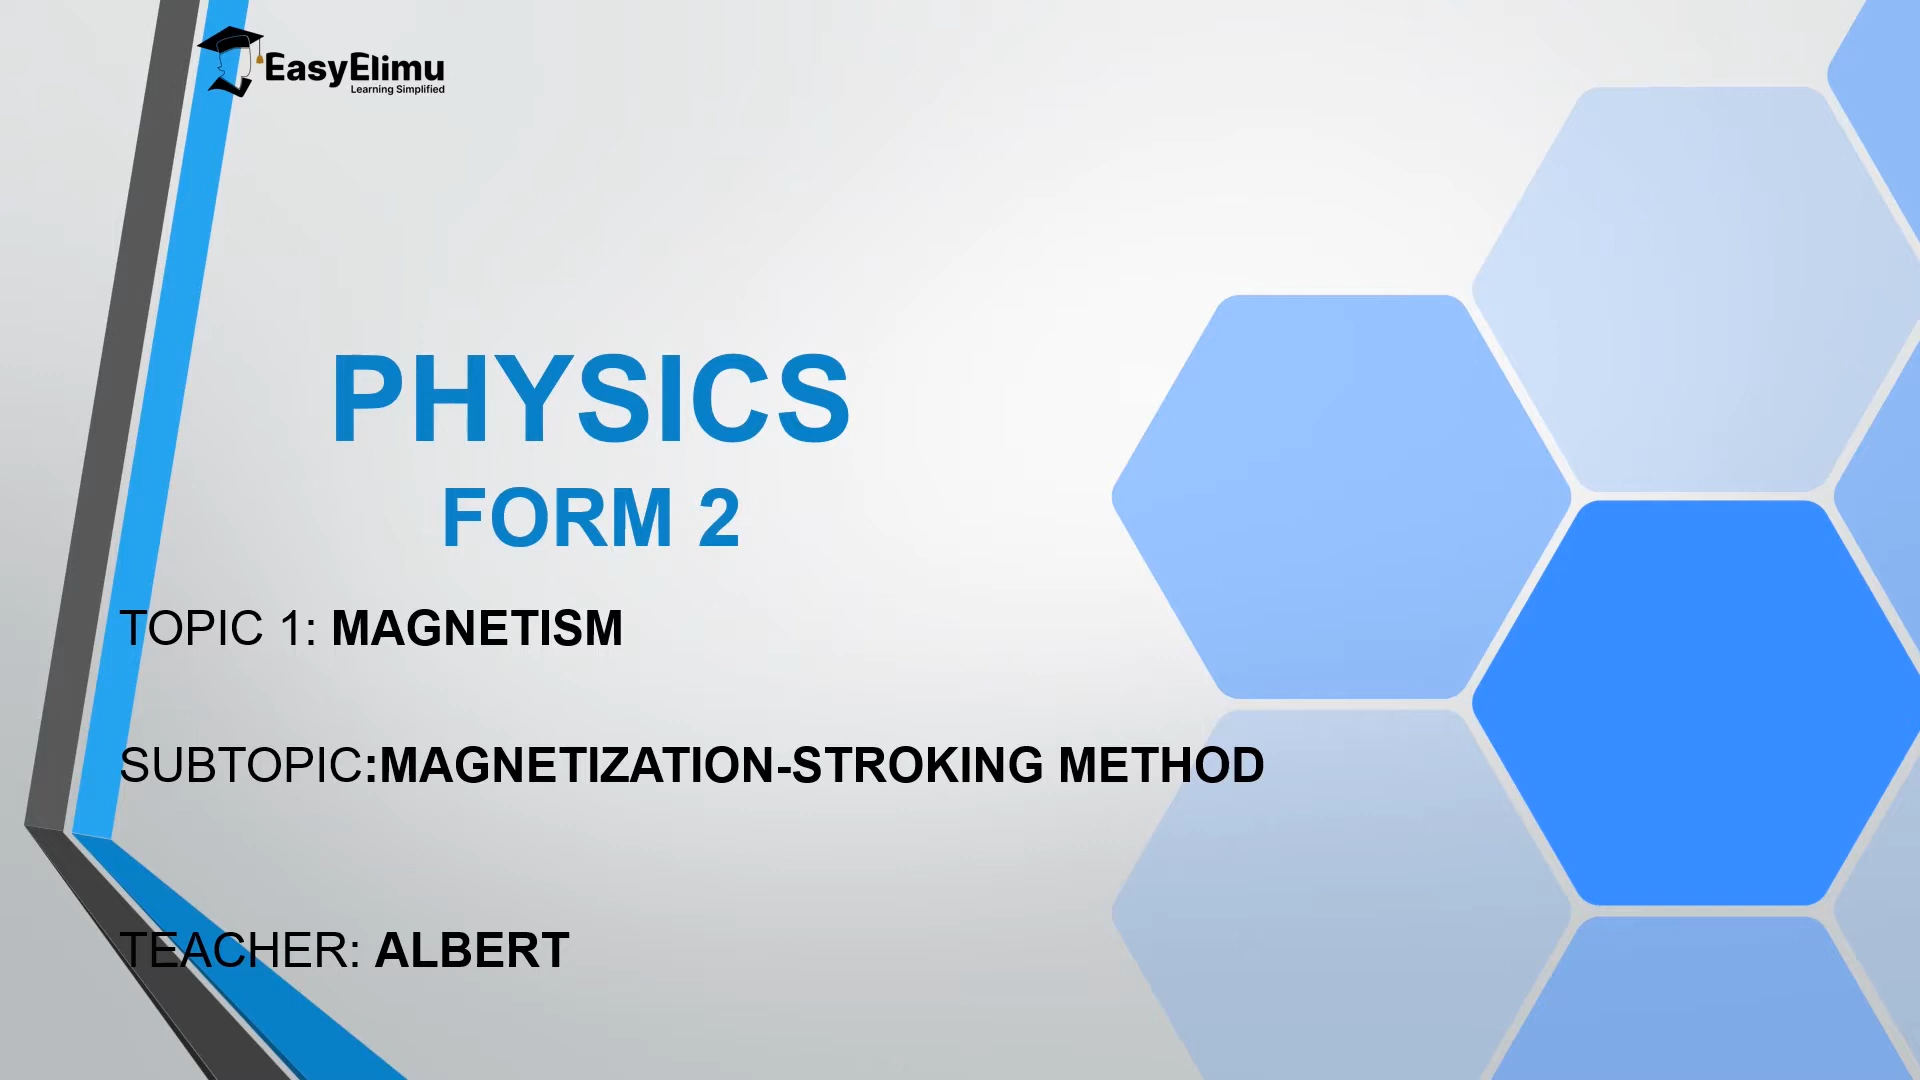 EasyElimu
Learning Simplified
PHYSICS
FORM 2
TOPIC 1: MAGNETISM
SUBTOPIC:MAGNETIZATION-STROKING METHOD
TEACHER: ALBERT